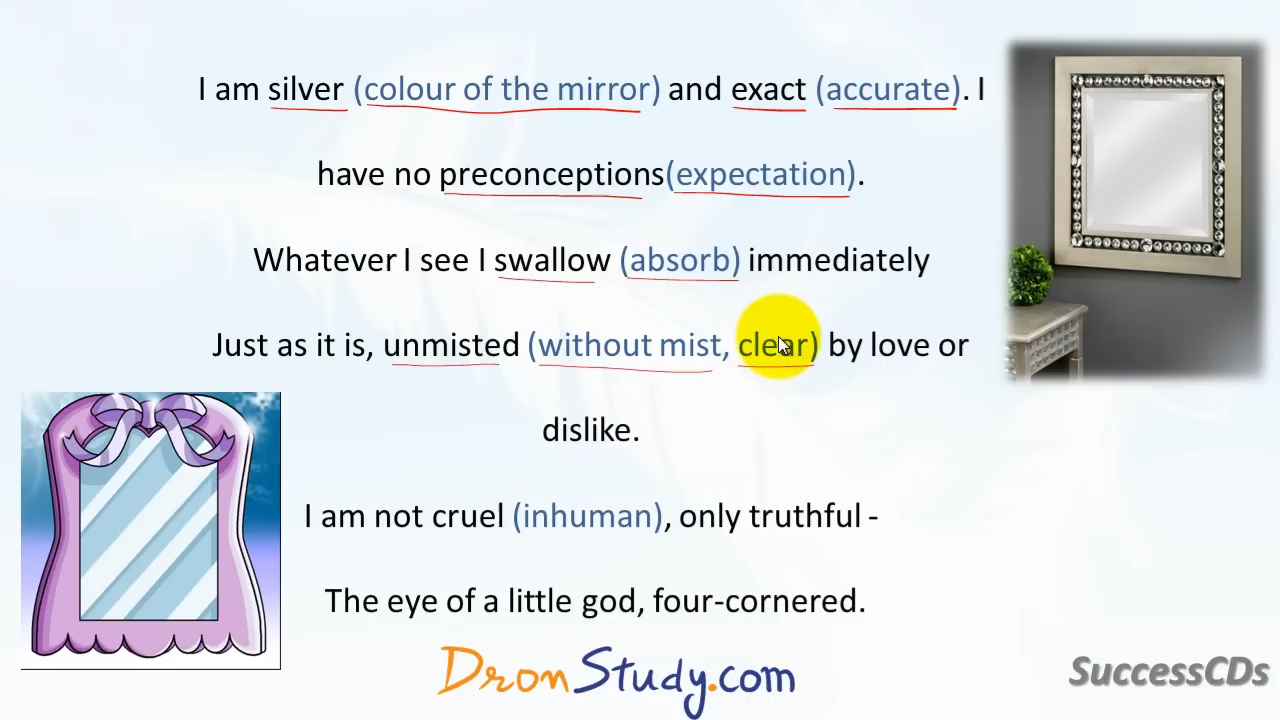 I am silver (colour of the mirror) and exact (accurate). I
have no preconceptions(expectation).
Whatever I see I swallow (absorb) immediately
Just as it is, unmisted (without mist, clear) by love or
dislike.
I am not cruel (inhuman), only truthful -
The eye of a little god, four-cornered.
DronStudy.com
SuccessCDs